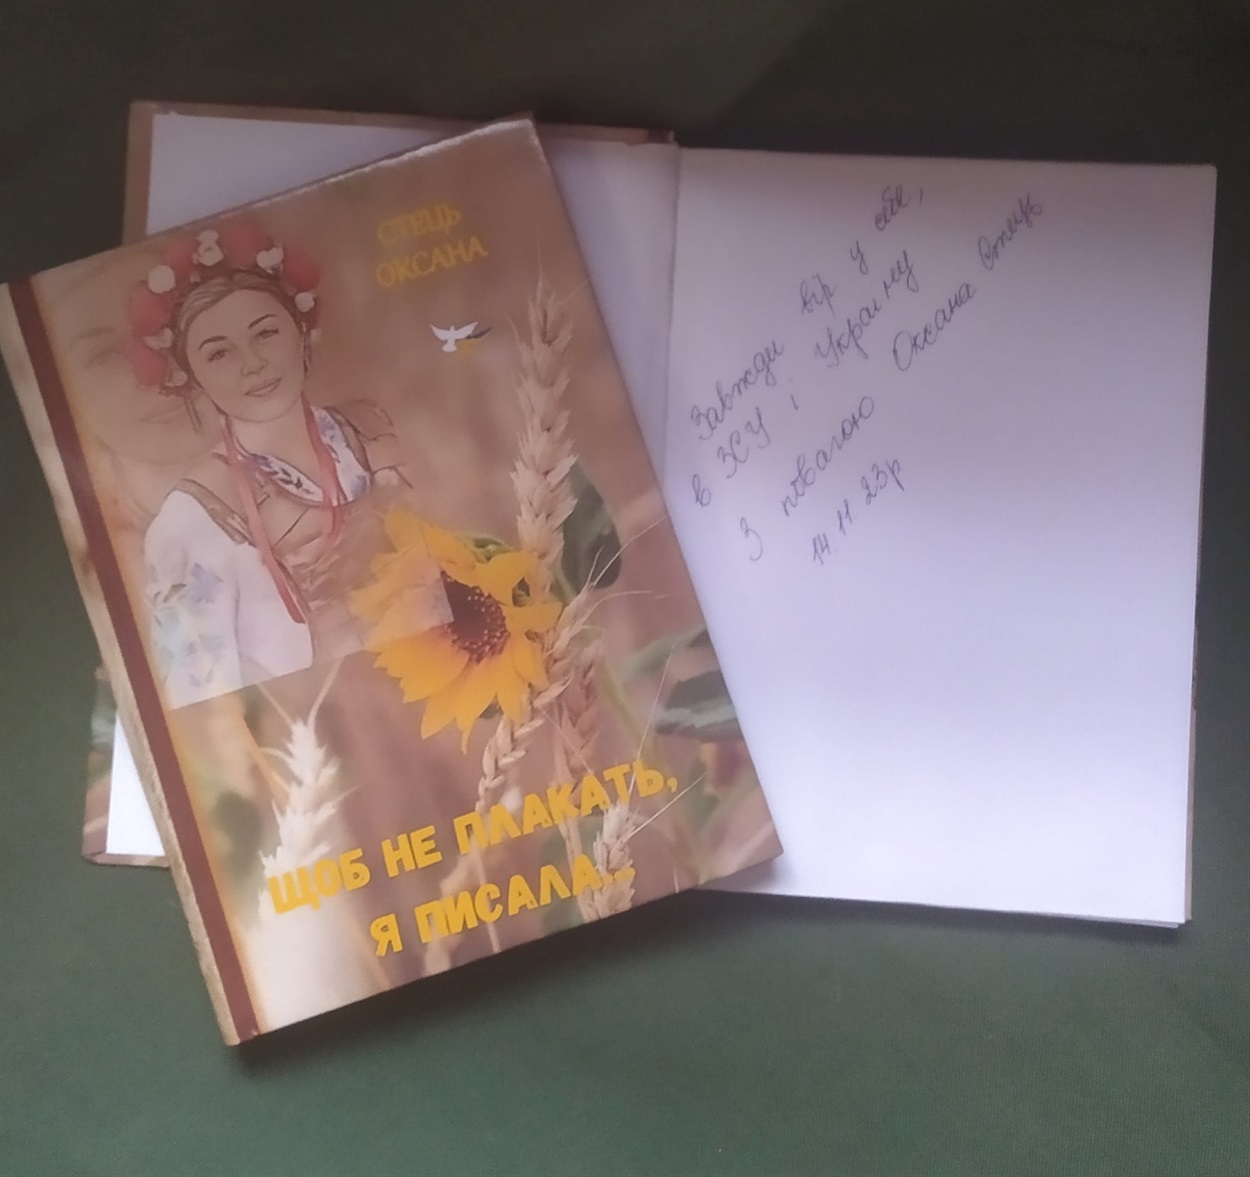 СТЕЦЬ
ОКСАНА
ЩОБ НЕ ПЛАКАТЬ,
Я ПИСАЛА...
Завжди вір у себе,
в ЗСУ і Україну
З повагою Оксана Стець
14.11.23р